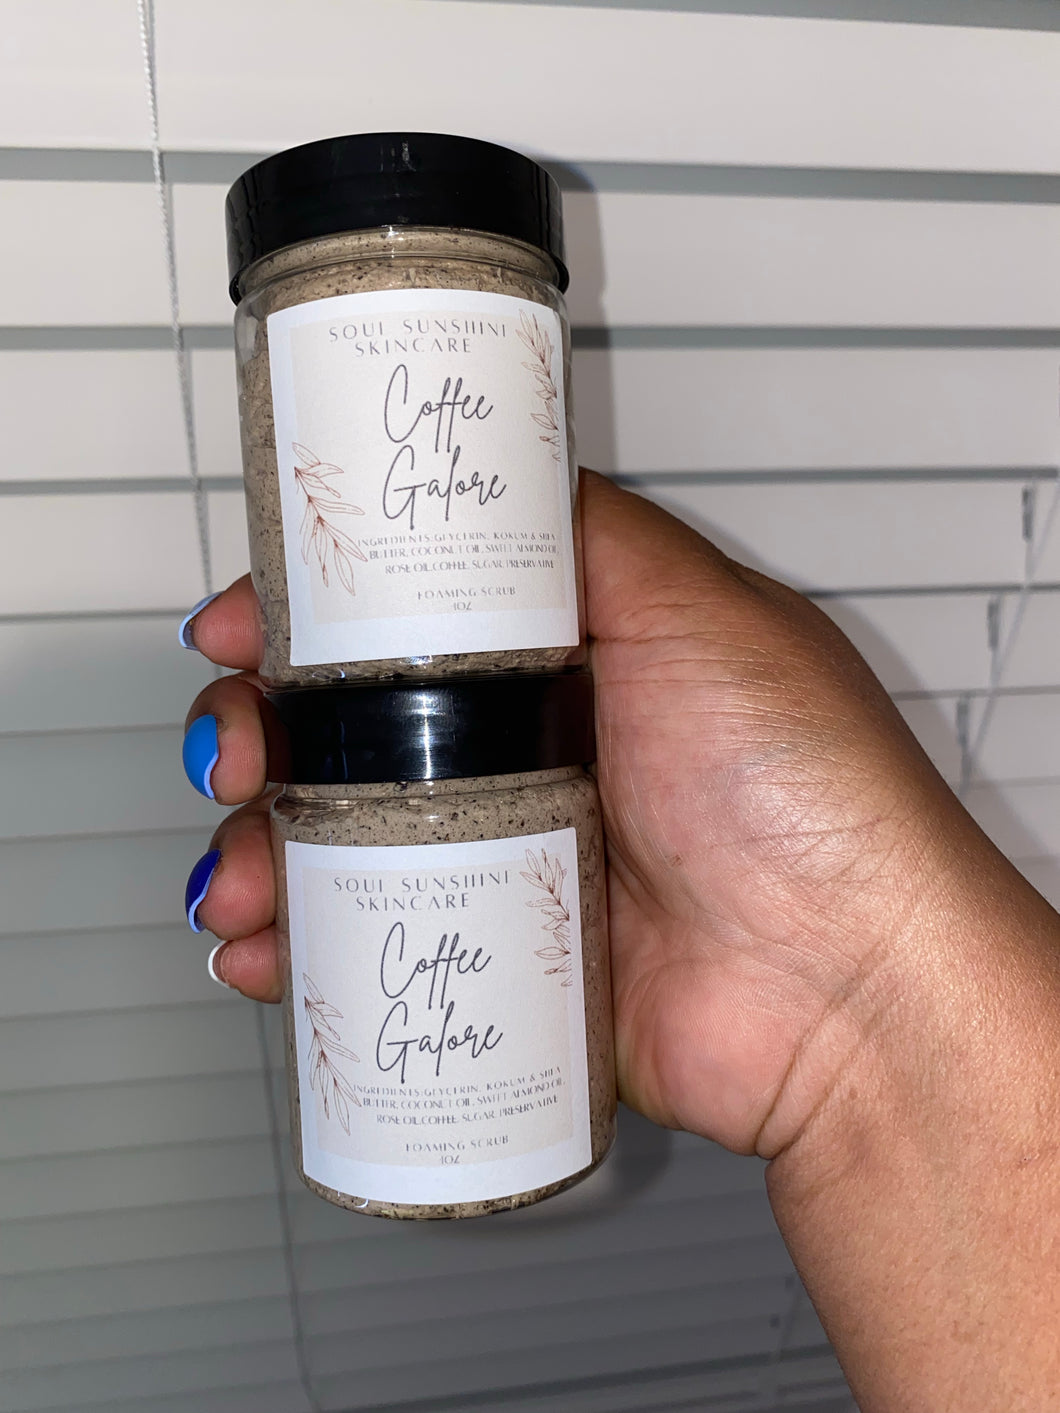 SOUL SUNSHINE
SKINCARE
Coffee
Galore
INGREDIENTS:GLYCERIN, KOKUM & SHEA
BUTTER, COCONUT OIL, SWEET ALMOND OIL,
ROSE OIL,COFFEE, SUGAR, PRESERVATIVE
FOAMING SCRUB
4OZ
SOUL SUNSHINE
SKINCARE
Coffee
Galore
INGREDIENTS:GLYCERIN, KOKUM & SHEA
BUTTER, COCONUT OIL, SWEET ALMOND OIL,
ROSE OIL,COFFEE, SUGAR, PRESERVATIVE
FOAMING SCRUB
4OZ